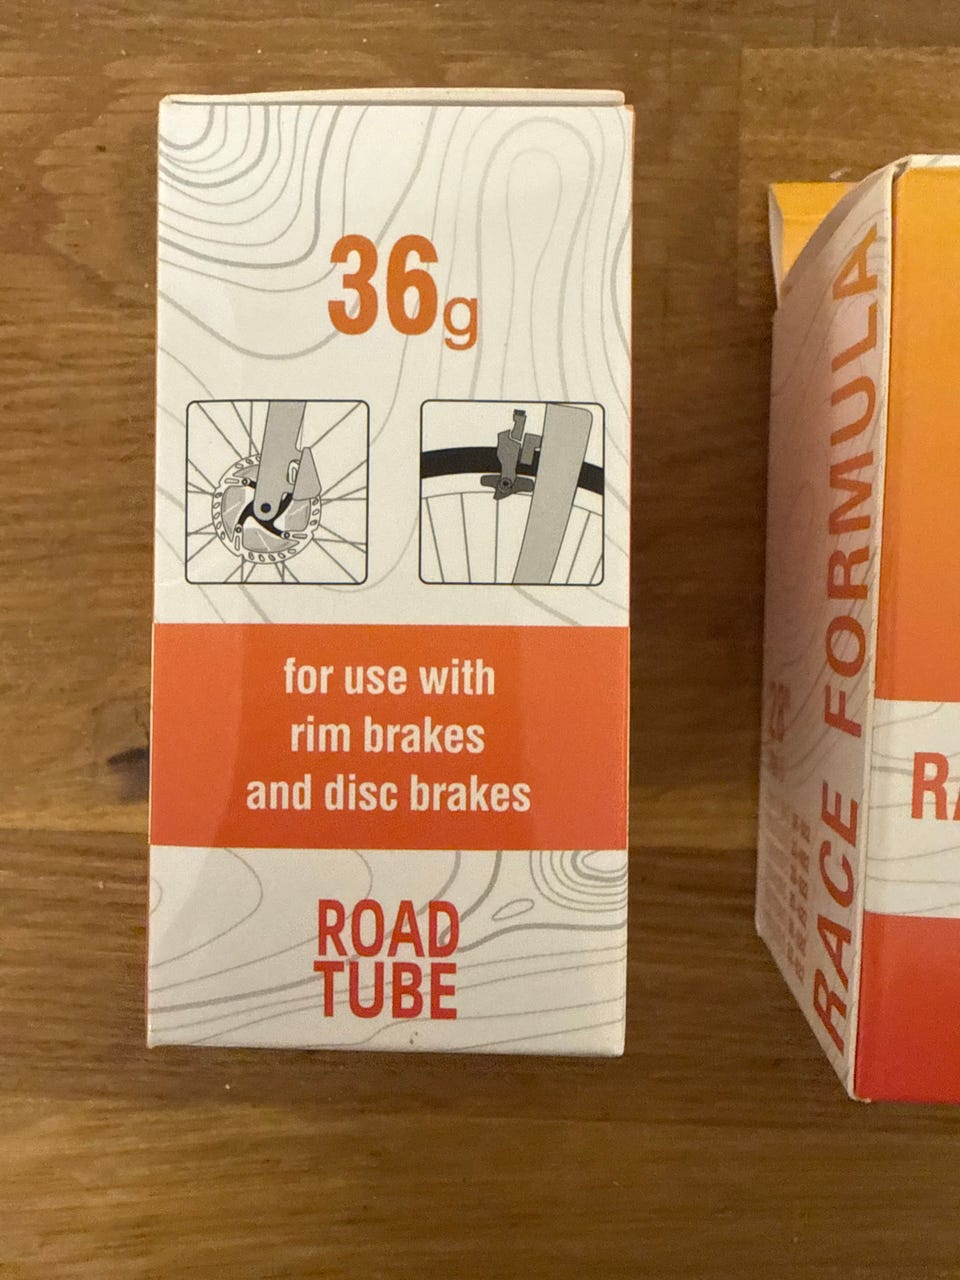 36g
for use with
rim brakes
and disc brakes
ROAD
TUBE
RACE FORMULA